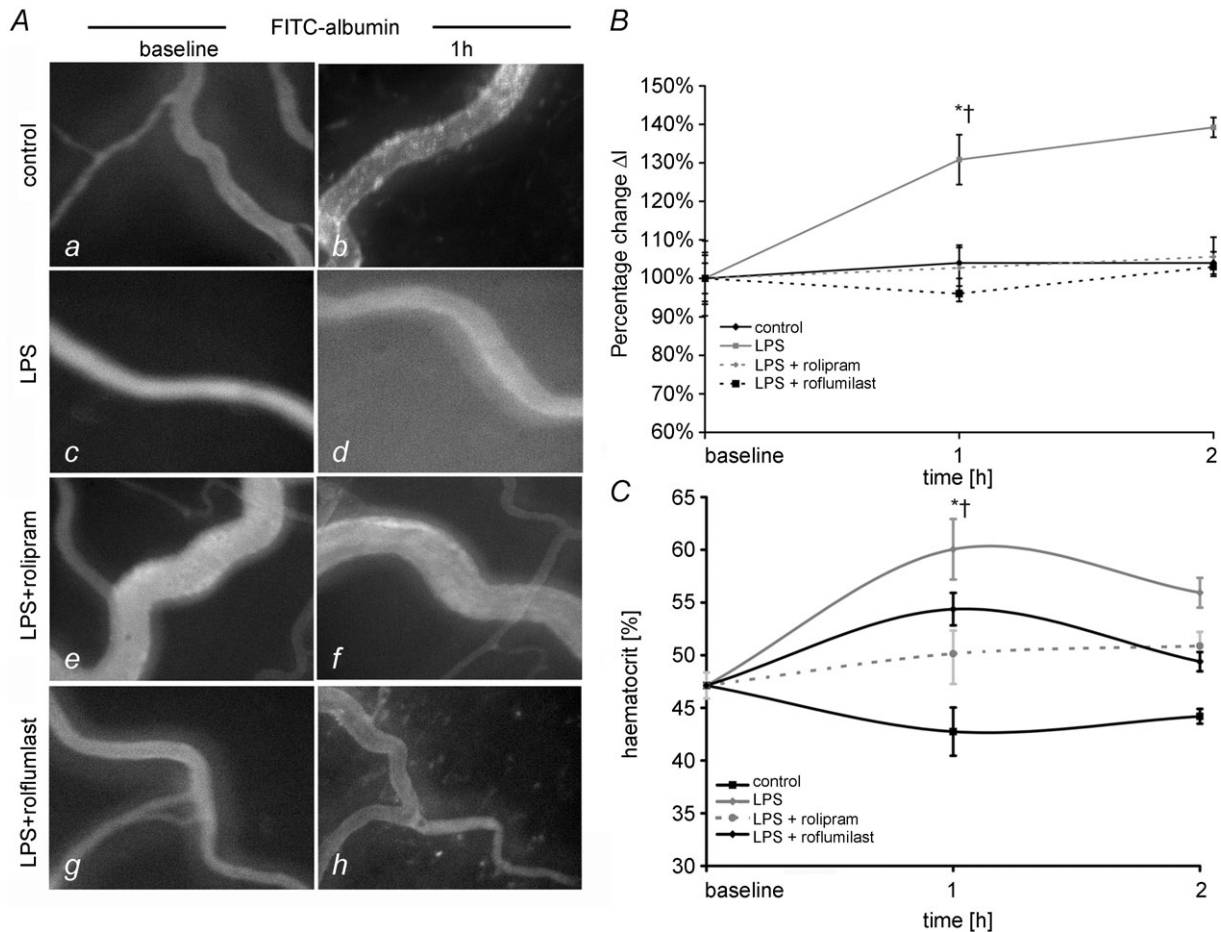 A
FITC-albumin
baseline
1h
control
a
b
LPS
c
d
LPS+rolipram
e
f
LPS+rolflumlast
g
h
B
Percentage change ΔI
150%
140%
130%
120%
110%
100%
90%
80%
70%
60%
*†
control
LPS
LPS + rolipram
LPS + roflumilast
baseline
1
2
time [h]
C
haematocrit [%]
65
60
55
50
45
40
35
30
*†
control
LPS
LPS + rolipram
LPS + roflumilast
baseline
1
2
time [h]